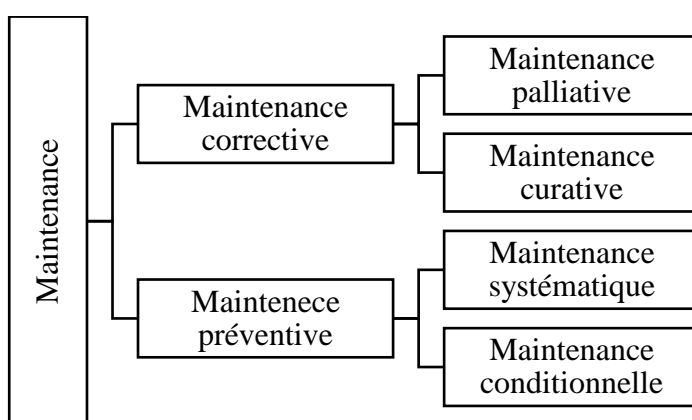 Maintenance
Maintenance
corrective
Maintenance
palliative
Maintenance
curative
Maintenece
préventive
Maintenance
systématique
Maintenance
conditionnelle